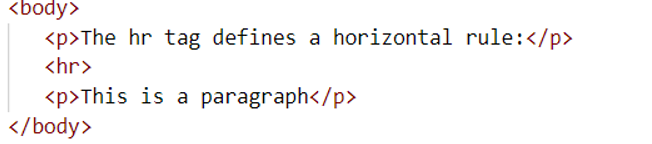 <body>
<p>The hr tag defines a horizontal rule:</p>
<hr>
<p>This is a paragraph</p>
</body>